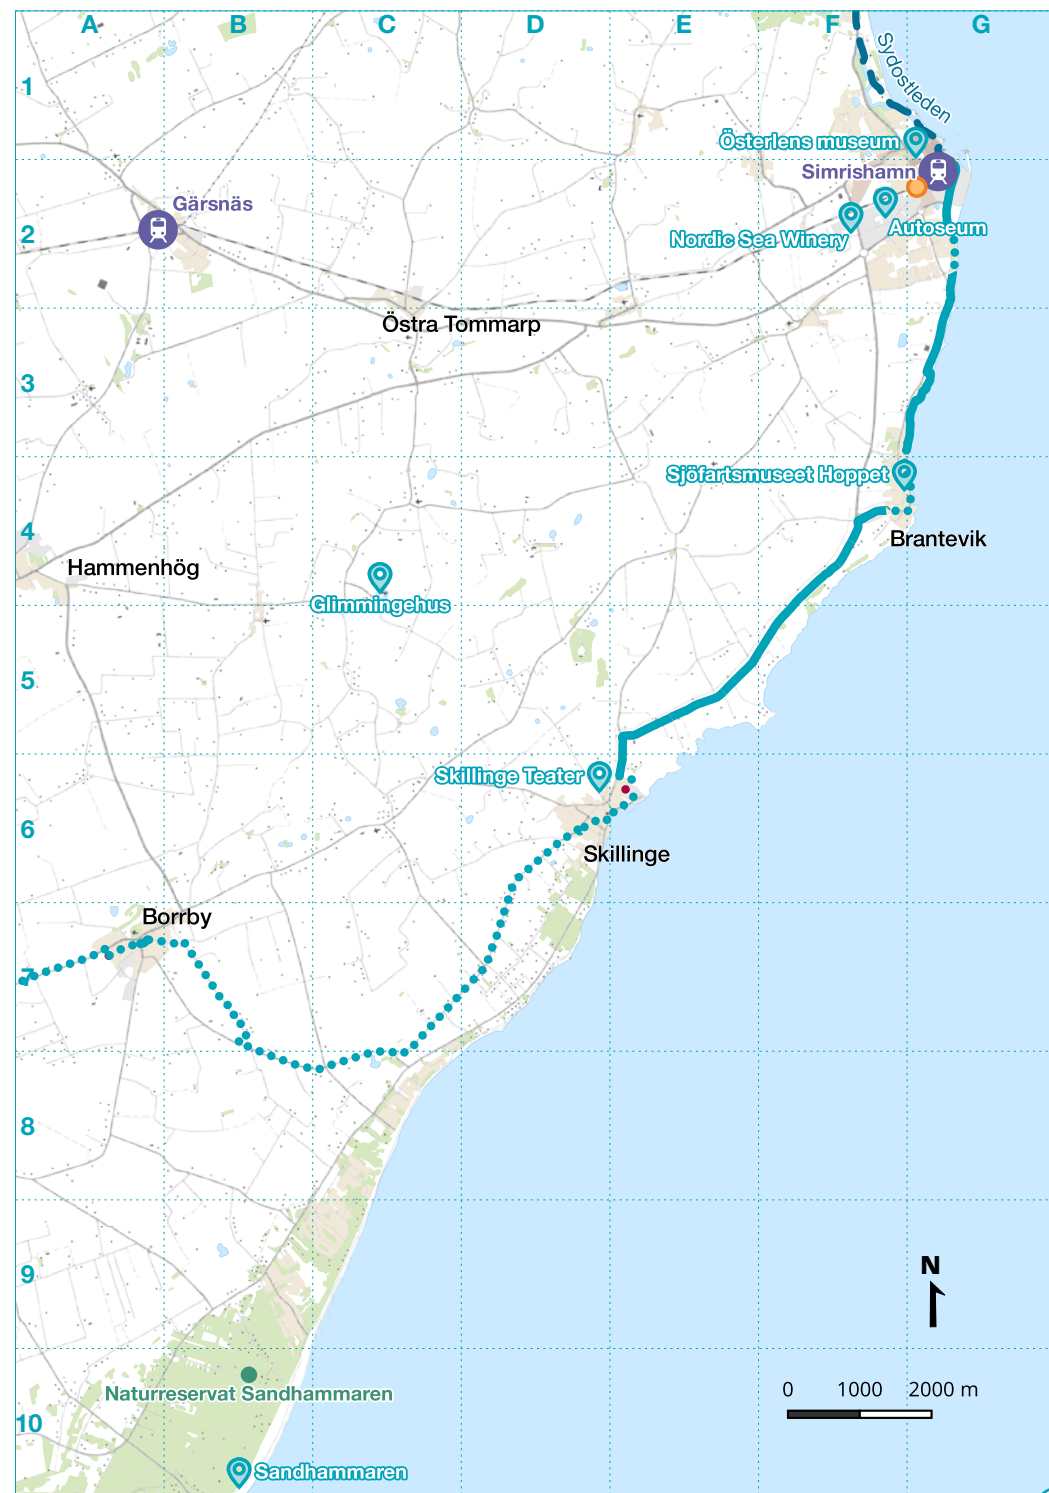 A B C D E F G
1
Sydostleden
Österlens museum
Simrishamn
Gärsnäs
2
Nordic Sea Winery
Autoseum
Östra Tommarp
3
Sjöfartsmuseet Hoppet
4
Brantevik
Hammenhög
Glimmingehus
5
Skillinge Teater
6
Skillinge
Borrby
7
8
9
N
0 1000 2000 m
Naturreservat Sandhammaren
10
Sandhammaren